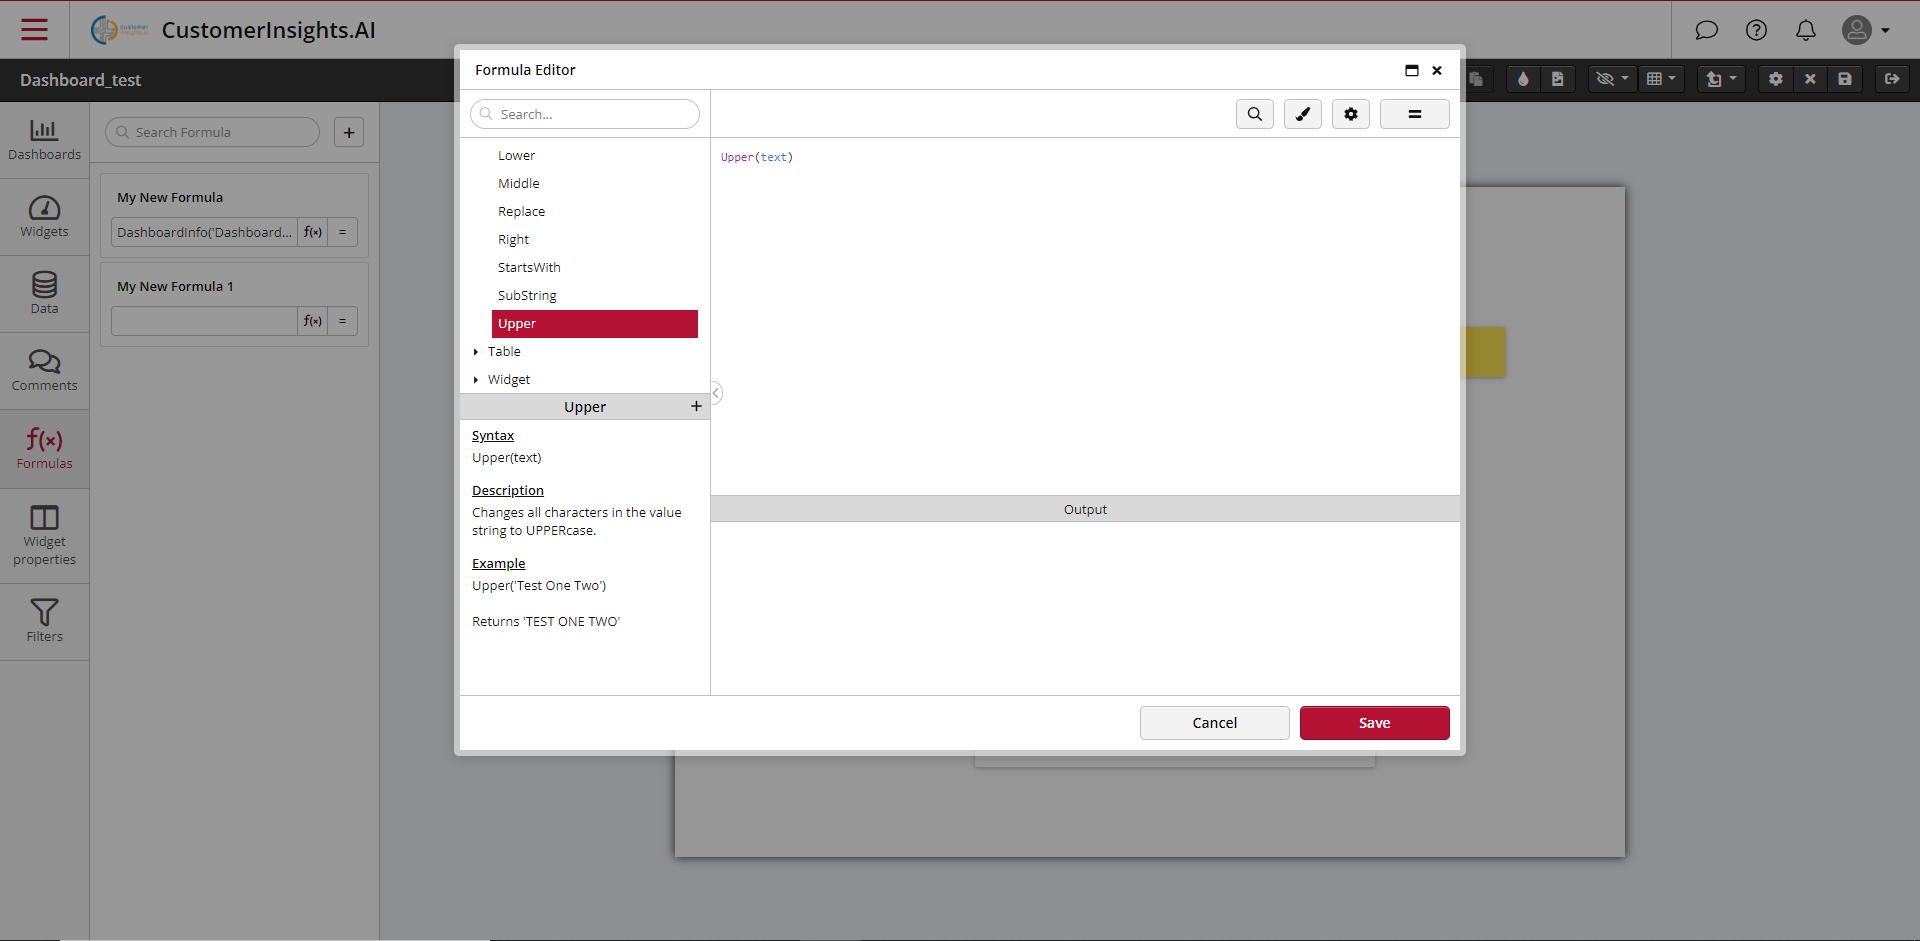 CustomerInsights.AI
Dashboard_test
Dashboards
Widgets
Data
Comments
f(x)
Formulas
Widget
properties
Filters
Search Formula
+
My New Formula
DashboardInfo('Dashboard... f(x) =
My New Formula 1
f(x) =
Formula Editor
Search...
Lower
Middle
Replace
Right
StartsWith
SubString
Upper
Table
Widget
Upper +
Syntax
Upper(text)
Description
Changes all characters in the value
string to UPPERcase.
Example
Upper('Test One Two')
Returns 'TEST ONE TWO'
=
Upper(text)
Output
Cancel
Save